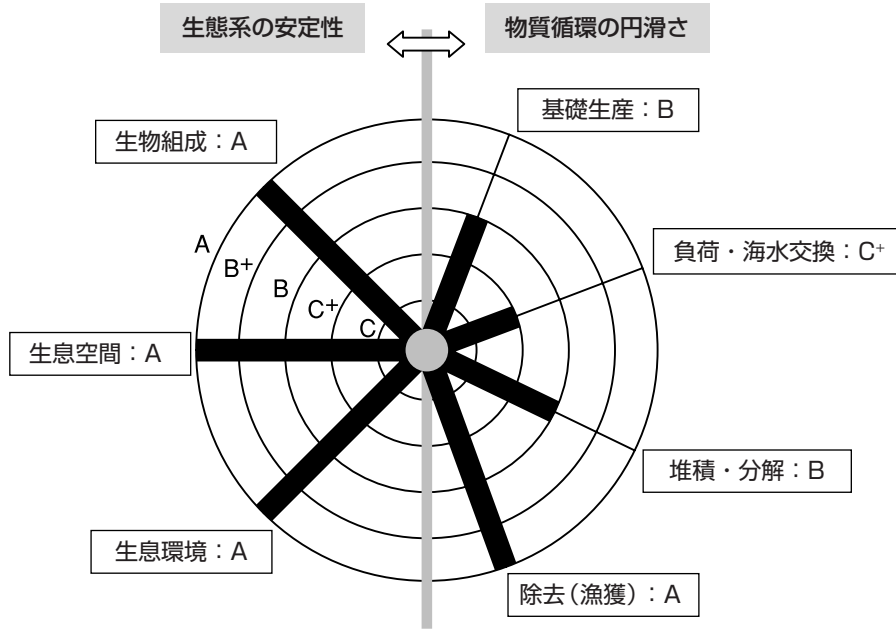 生態系の安定性
物質循環の円滑さ
基礎生産：B
生物組成：A
負荷・海水交換：C⁺
A
B⁺
B
C⁺
C
生息空間：A
堆積・分解：B
生息環境：A
除去（漁獲）：A